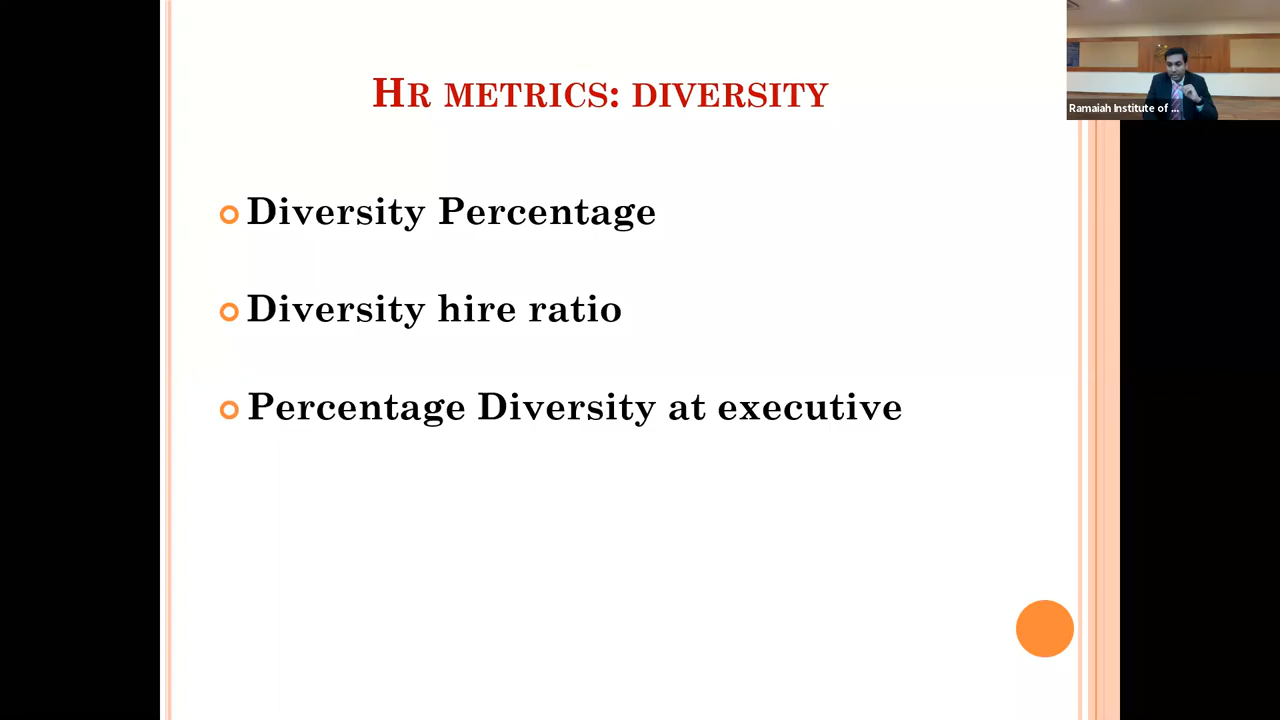 HR METRICS: DIVERSITY
Ramaiah Institute of ...
Diversity Percentage
Diversity hire ratio
Percentage Diversity at executive